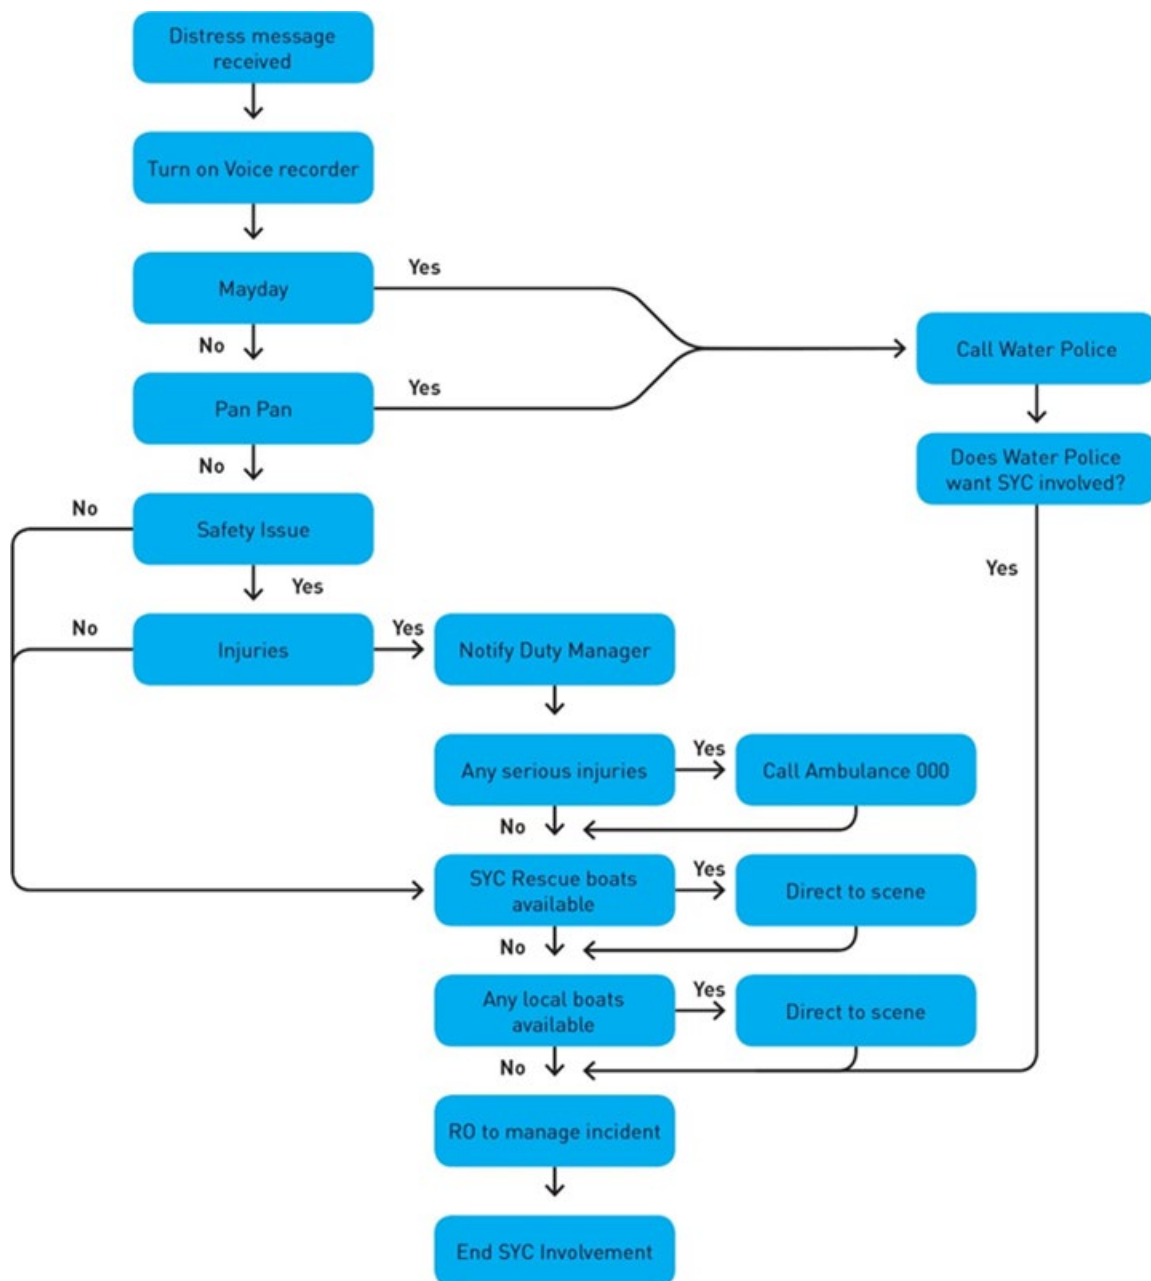 Distress message
received
Turn on Voice recorder
Mayday
Yes
No
Pan Pan
Yes
No
Call Water Police
Does Water Police
want SYC involved?
Yes
No
Safety Issue
Yes
No
Injuries
Yes
Notify Duty Manager
Any serious injuries
Yes
Call Ambulance 000
No
SYC Rescue boats
available
Yes
Direct to scene
No
Any local boats
available
Yes
Direct to scene
No
RO to manage incident
End SYC Involvement